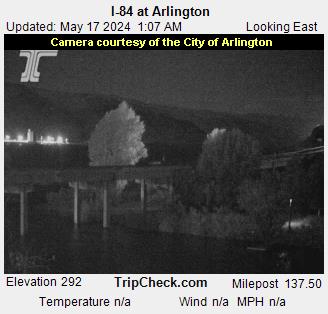 I-84 at Arlington
Updated: May 17 2024 1:07 AM Looking East
Camera courtesy of the City of Arlington
Elevation 292 TripCheck.com Milepost 137.50
Temperature n/a Wind n/a MPH n/a